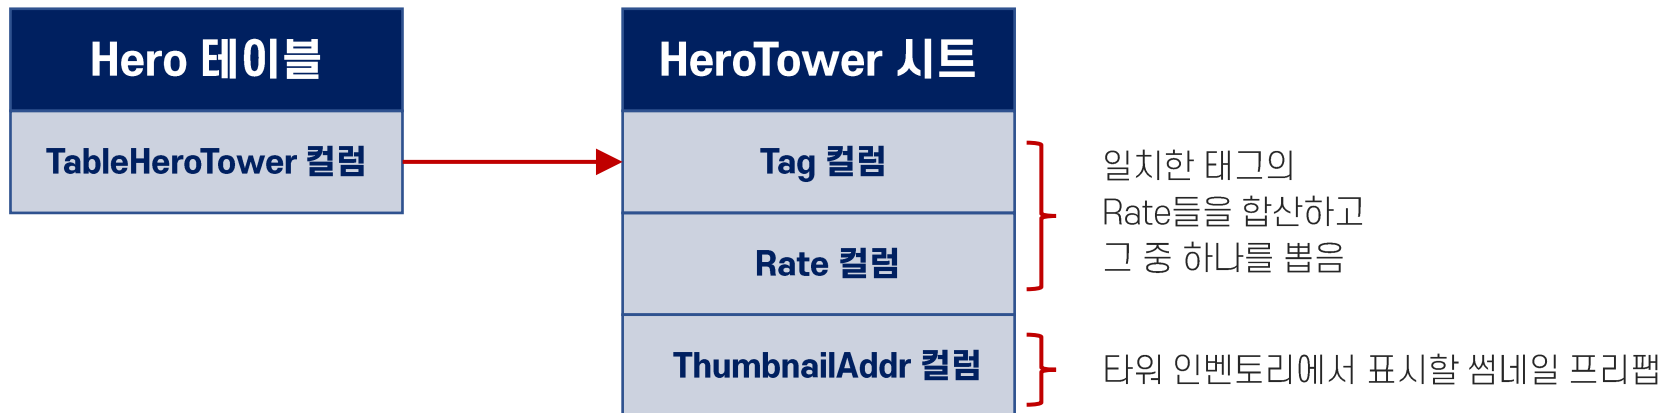 Hero 테이블
TableHeroTower 컬럼
HeroTower 시트
Tag 컬럼
Rate 컬럼
ThumbnailAddr 컬럼
일치한 태그의
Rate들을 합산하고
그 중 하나를 뽑음
타워 인벤토리에서 표시할 썸네일 프리팹